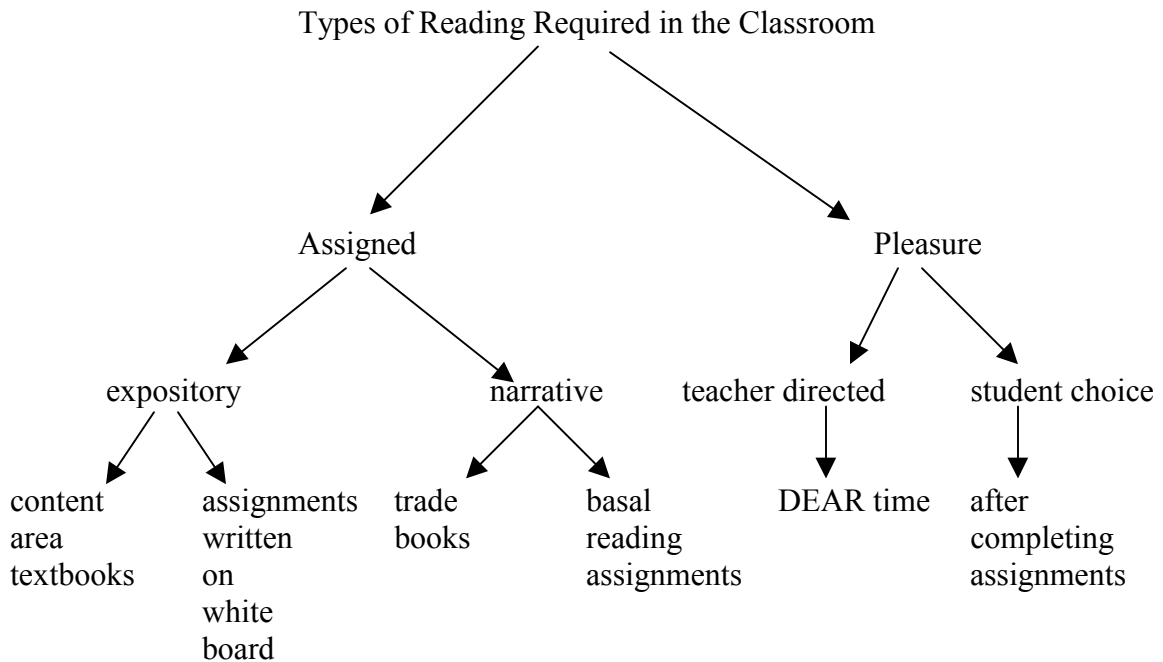 Types of Reading Required in the Classroom
Assigned
Pleasure
expository
narrative
teacher directed
student choice
content
area
textbooks
assignments
written
on
white
board
trade
books
basal
reading
assignments
DEAR time
after
completing
assignments